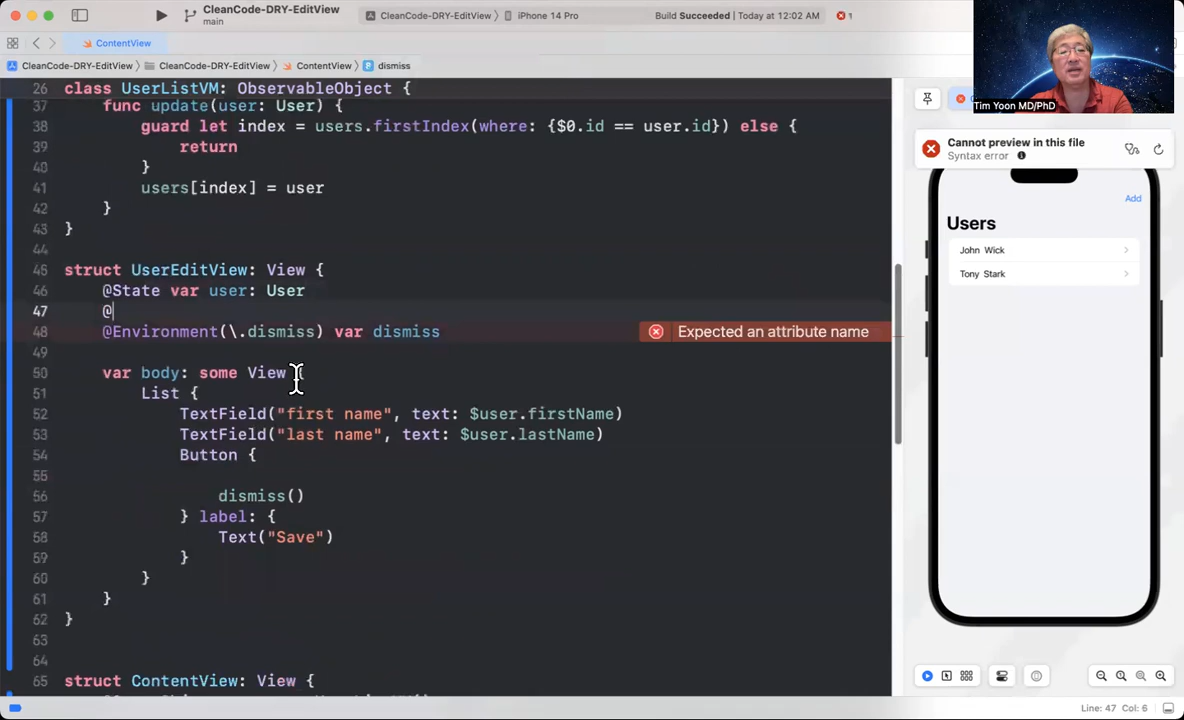 CleanCode-DRY-EditView
main
CleanCode-DRY-EditView
iPhone 14 Pro
Build Succeeded | Today at 12:02 AM
1
ContentView
CleanCode-DRY-EditView
CleanCode-DRY-EditView
ContentView
dismiss
26 class UserListVM: ObservableObject {
37 func update(user: User) {
38 guard let index = users.firstIndex(where: {$0.id == user.id}) else {
39 return
40 }
41 users[index] = user
42 }
43 }
44
45 struct UserEditView: View {
46 @State var user: User
47 @
48 @Environment(\.dismiss) var dismiss
Expected an attribute name
49
50 var body: some View {
51 List {
52 TextField("first name", text: $user.firstName)
53 TextField("last name", text: $user.lastName)
54 Button {
55
56 dismiss()
57 } label: {
58 Text("Save")
59 }
60 }
61 }
62 }
63
64
65 struct ContentView: View {
Tim Yoon MD/PhD
Cannot preview in this file
Syntax error
Add
Users
John Wick
Tony Stark
Line: 47 Col: 6